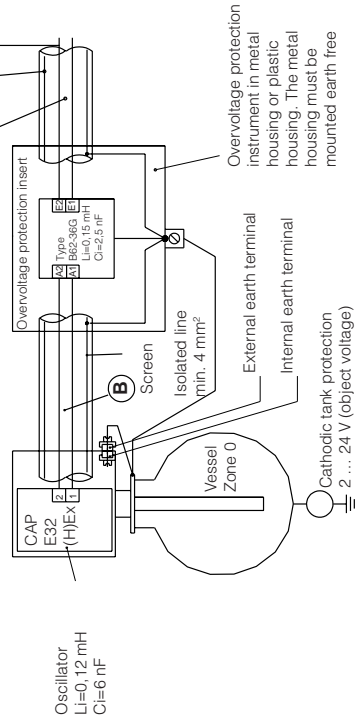 Overvoltage protection insert
E2
E1
Type
B62-36G
Li=0,15 mH
Ci=2,5 nF
A2
A1
B
Screen
Isolated line
min. 4 mm²
Overvoltage protection
instrument in metal
housing or plastic
housing. The metal
housing must be
mounted earth free
External earth terminal
Internal earth terminal
CAP
E32
(H)Ex
2
1
Vessel
Zone 0
Cathodic tank protection
2 ... 24 V (object voltage)
Oscillator
Li=0,12 mH
Ci=6 nF